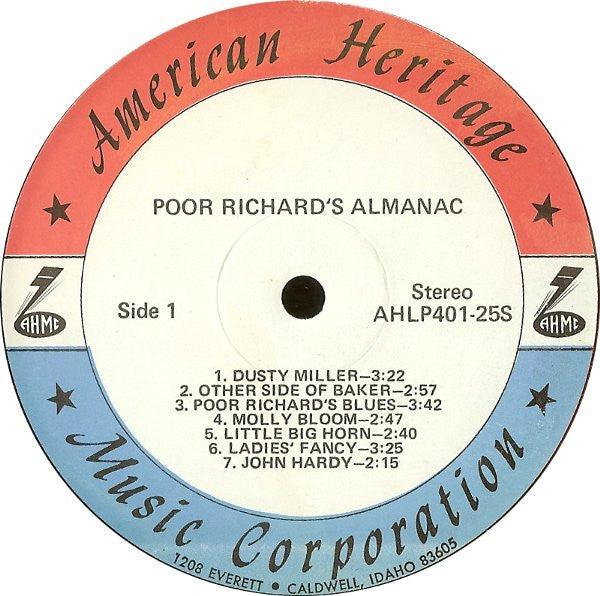 American Heritage
POOR RICHARD'S ALMANAC
AHMC
AHMC
Side 1
Stereo
AHLP401-25S
1. DUSTY MILLER—3:22
2. OTHER SIDE OF BAKER—2:57
3. POOR RICHARD'S BLUES—3:42
4. MOLLY BLOOM—2:47
5. LITTLE BIG HORN—2:40
6. LADIES' FANCY—3:25
7. JOHN HARDY—2:15
Music Corporation
1208 EVERETT • CALDWELL, IDAHO 83605